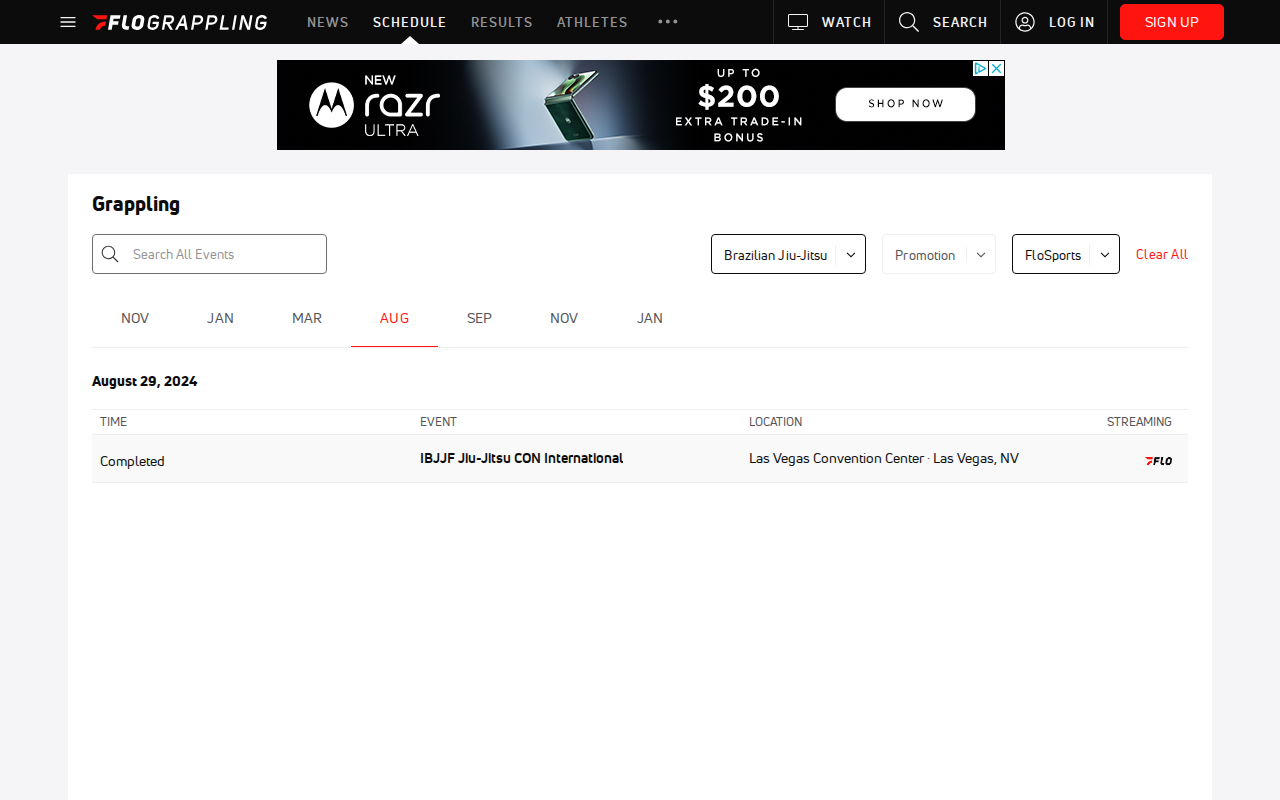 FLOGRAPPLING NEWS SCHEDULE RESULTS ATHLETES ••• WATCH SEARCH LOG IN SIGN UP
NEW
razr
ULTRA
UP TO
$200
EXTRA TRADE-IN
BONUS
SHOP NOW
Grappling
Search All Events Brazilian Jiu-Jitsu Promotion FloSports Clear All
NOV JAN MAR AUG SEP NOV JAN
August 29, 2024
TIME EVENT LOCATION STREAMING
Completed IBJJF Jiu-Jitsu CON International Las Vegas Convention Center · Las Vegas, NV FLO